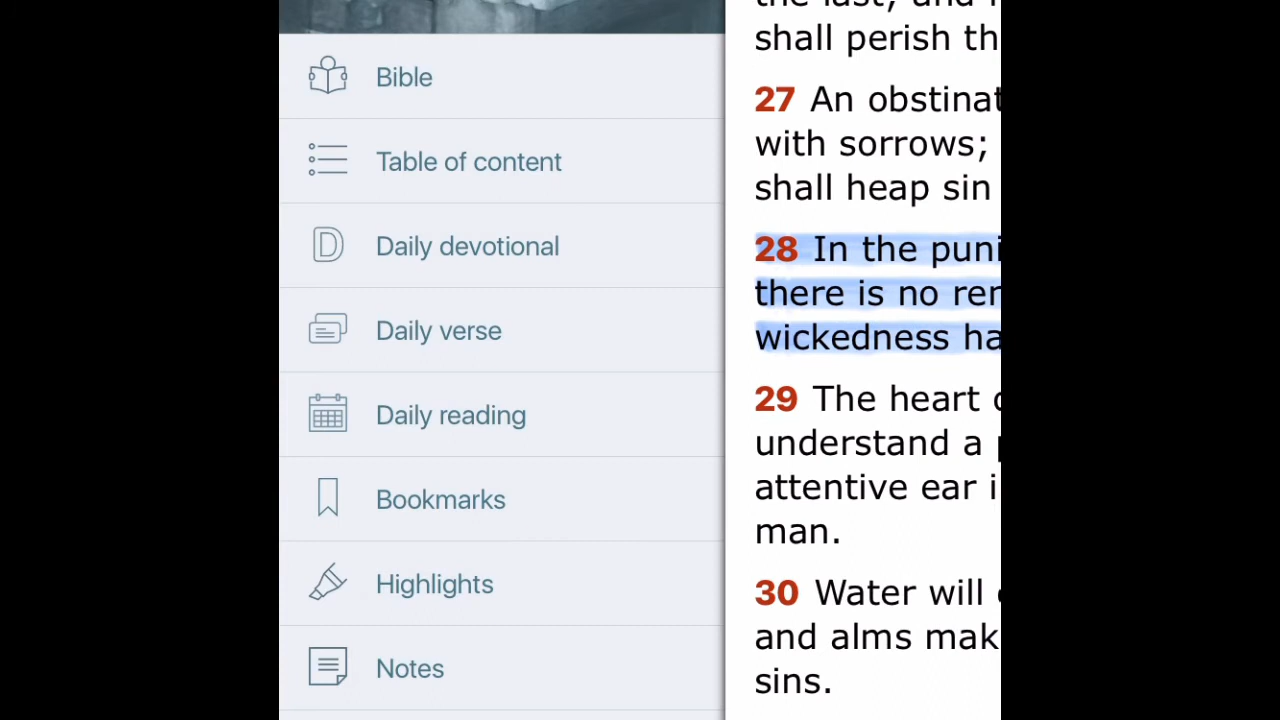 Bible
Table of content
Daily devotional
Daily verse
Daily reading
Bookmarks
Highlights
Notes
shall perish th
27 An obstinat
with sorrows;
shall heap sin
28 In the puni
there is no rer
wickedness ha
29 The heart
understand a
attentive ear i
man.
30 Water will
and alms mak
sins.